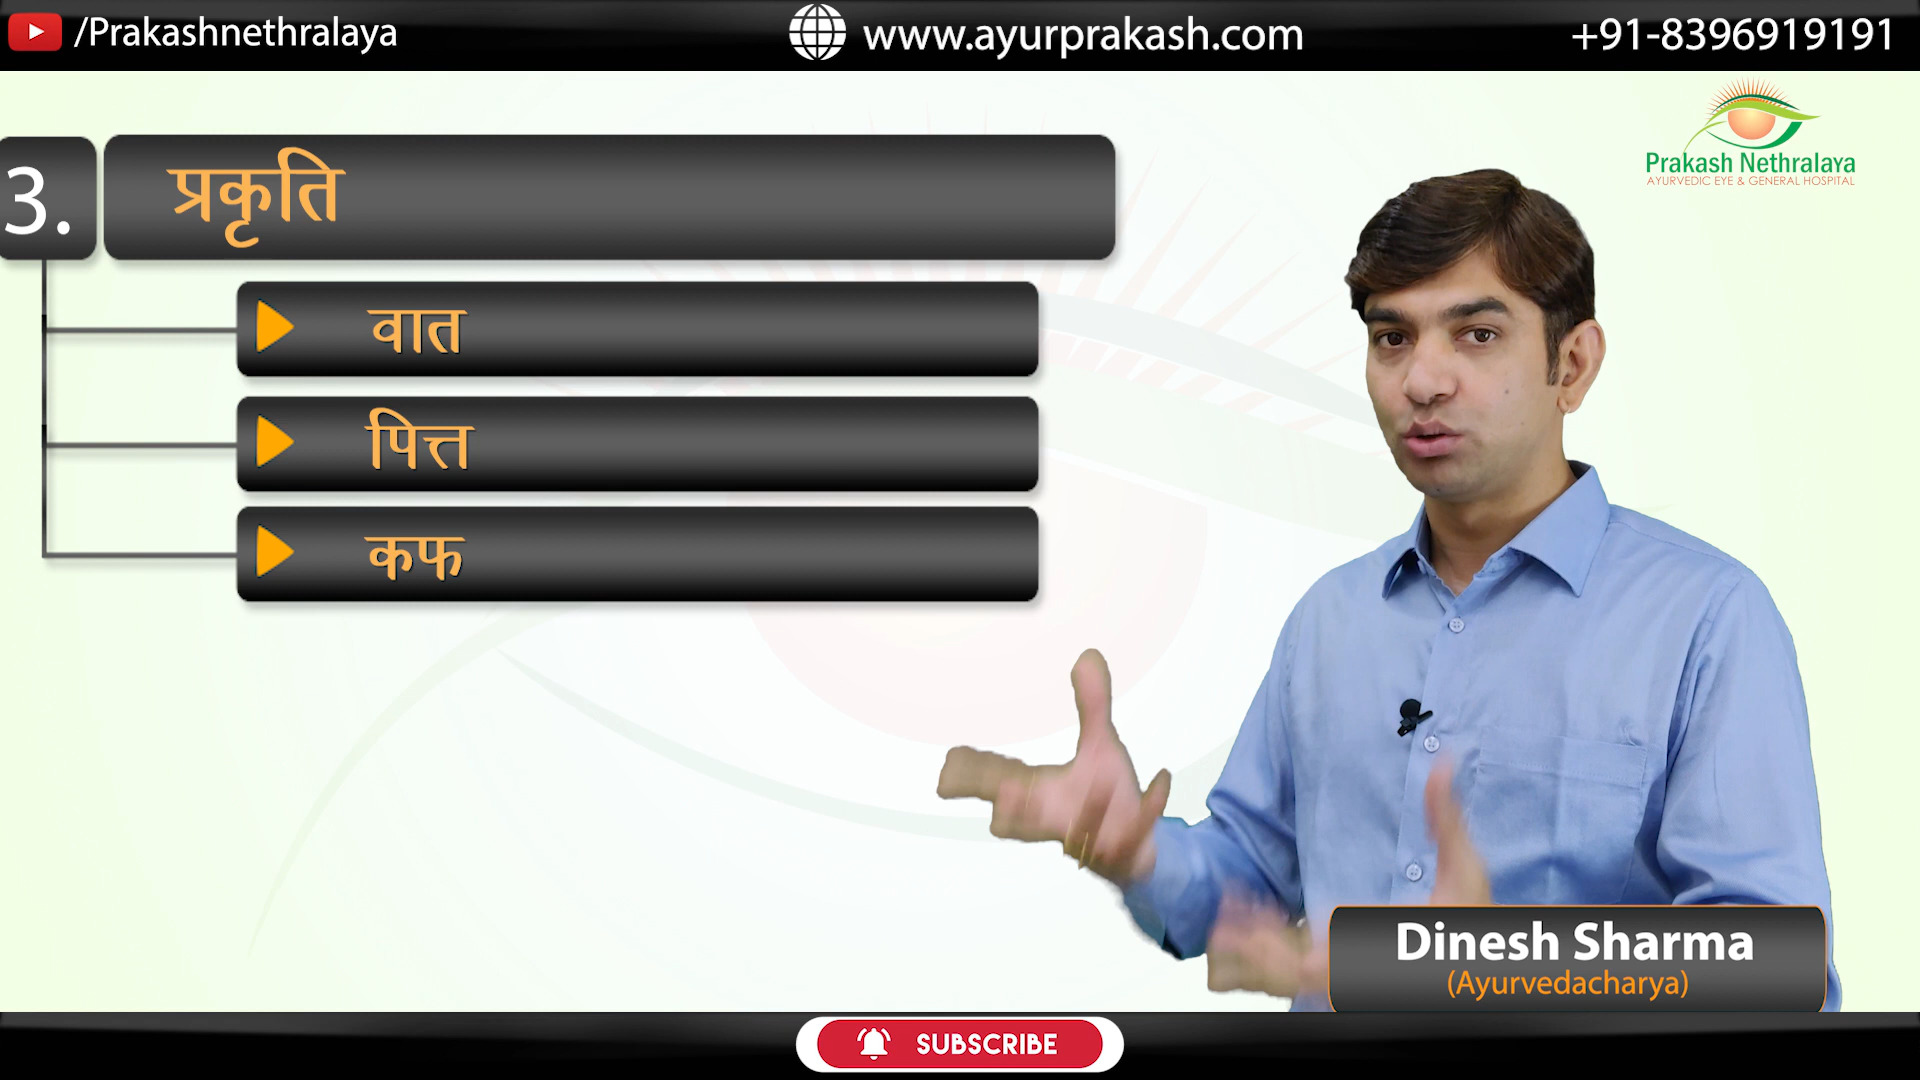 /Prakashnethralaya
www.ayurprakash.com
+91-8396919191
Prakash Nethralaya
AYURVEDIC EYE & GENERAL HOSPITAL
3. प्रकृति
वात
पित्त
कफ
Dinesh Sharma
(Ayurvedacharya)
SUBSCRIBE